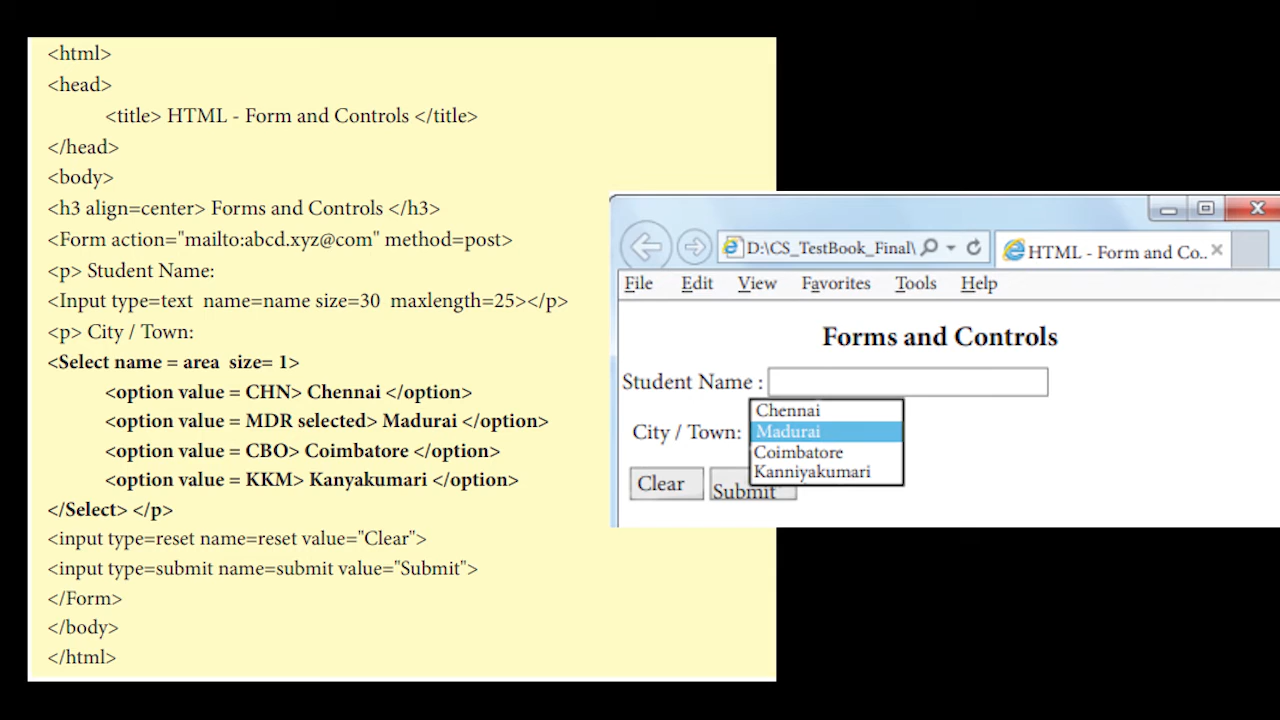 <html>
<head>
<title> HTML - Form and Controls </title>
</head>
<body>
<h3 align=center> Forms and Controls </h3>
<Form action="mailto:abcd.xyz@com" method=post>
<p> Student Name:
<Input type=text name=name size=30 maxlength=25></p>
<p> City / Town:
<Select name = area size= 1>
<option value = CHN> Chennai </option>
<option value = MDR selected> Madurai </option>
<option value = CBO> Coimbatore </option>
<option value = KKM> Kanyakumari </option>
</Select> </p>
<input type=reset name=reset value="Clear">
<input type=submit name=submit value="Submit">
</Form>
</body>
</html>
D:\CS_TestBook_Final\ HTML - Form and Co..
File Edit View Favorites Tools Help
Forms and Controls
Student Name :
Chennai
City / Town: Madurai
Coimbatore
Kanniyakumari
Clear Submit